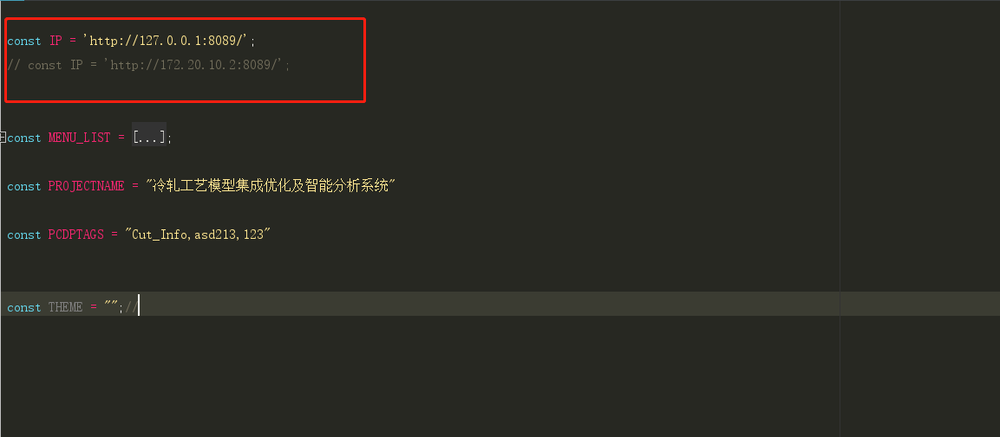 const IP = 'http://127.0.0.1:8089/';
// const IP = 'http://172.20.10.2:8089/';
const MENU_LIST = [...];
const PROJECTNAME = "冷轧工艺模型集成优化及智能分析系统"
const PCDPTAGS = "Cut_Info,asd213,123"
const THEME = "";//